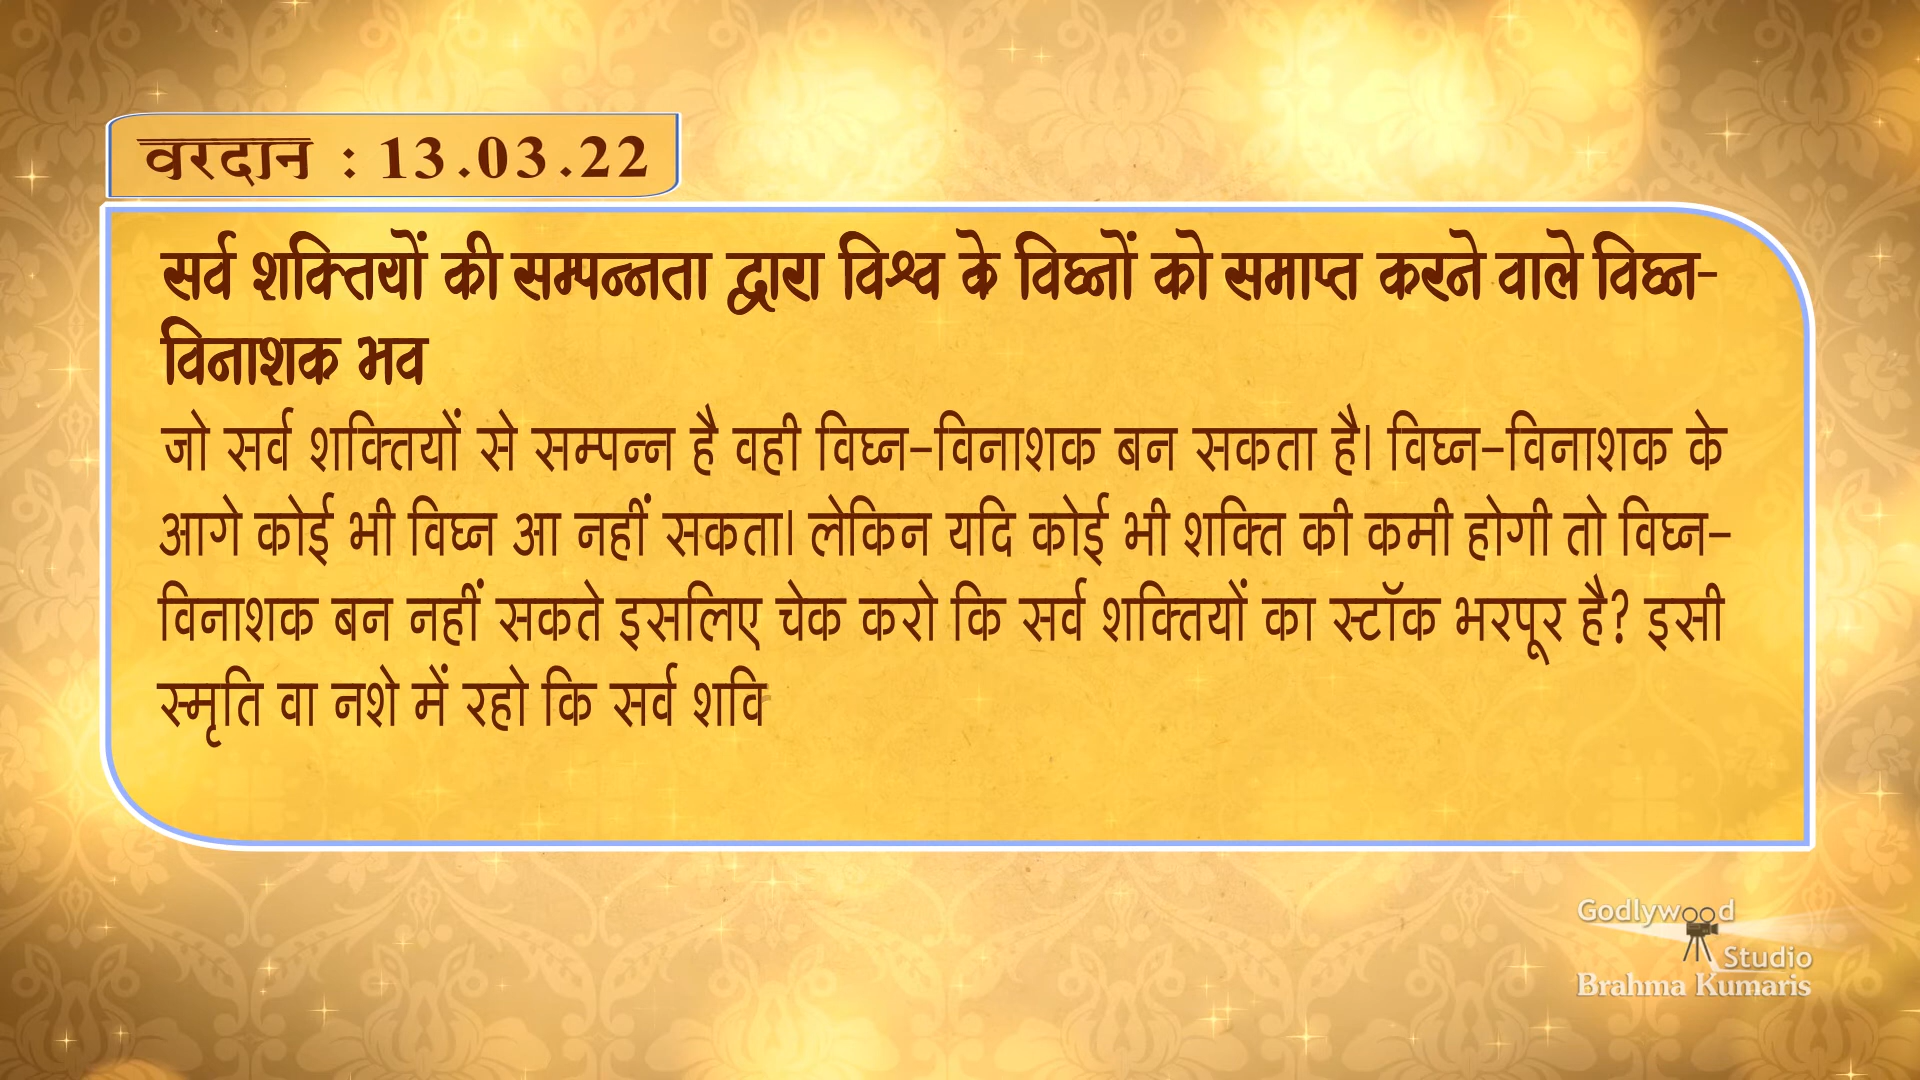 वरदान : 13.03.22
सर्व शक्तियों की सम्पन्नता द्वारा विश्व के विघ्नों को समाप्त करने वाले विघ्न-
विनाशक भव
जो सर्व शक्तियों से सम्पन्न है वही विघ्न-विनाशक बन सकता है। विघ्न-विनाशक के
आगे कोई भी विघ्न आ नहीं सकता। लेकिन यदि कोई भी शक्ति की कमी होगी तो विघ्न-
विनाशक बन नहीं सकते इसलिए चेक करो कि सर्व शक्तियों का स्टॉक भरपूर है? इसी
स्मृति वा नशे में रहो कि सर्व
Godlywood
Studio
Brahma Kumaris